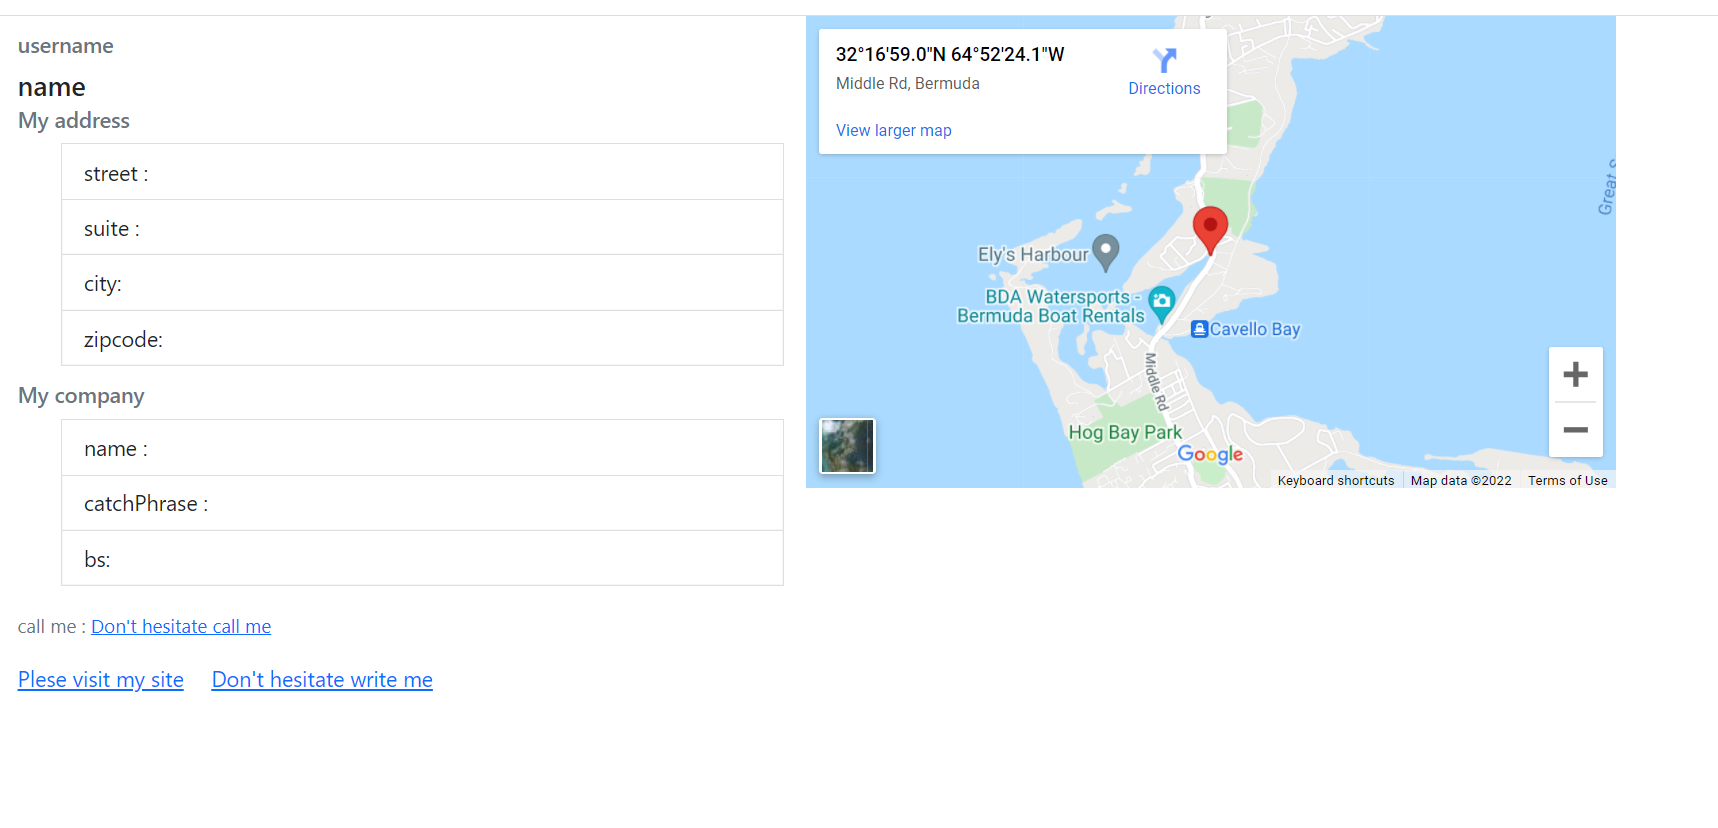 username
name
My address
street :
suite :
city:
zipcode:
My company
name :
catchPhrase :
bs:
call me : Don't hesitate call me
Plese visit my site Don't hesitate write me
32°16'59.0"N 64°52'24.1"W
Middle Rd, Bermuda
Directions
View larger map
Great S
Ely's Harbour
BDA Watersports -
Bermuda Boat Rentals
Cavello Bay
Middle Rd
Hog Bay Park
Google
Keyboard shortcuts Map data ©2022 Terms of Use